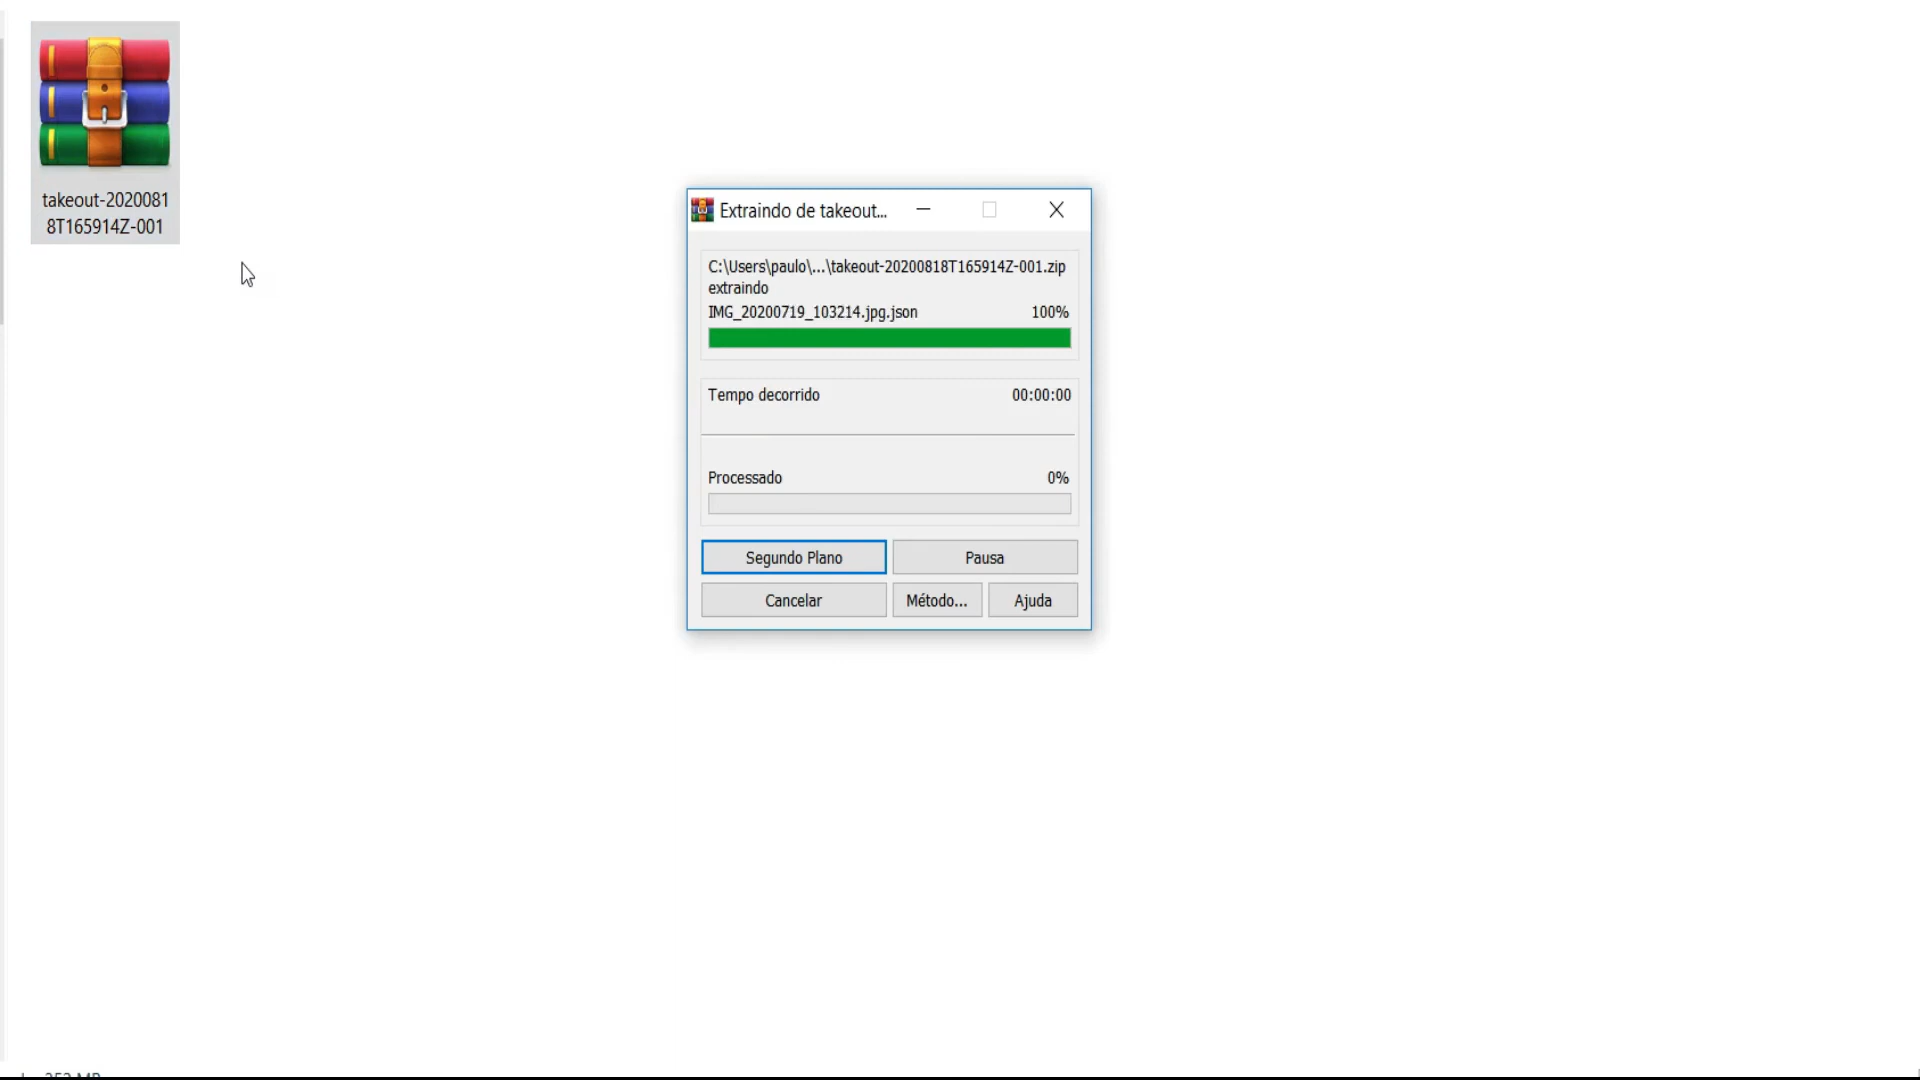 takeout-2020081
8T165914Z-001
Extraindo de takeout...
C:\Users\paulo\...\takeout-20200818T165914Z-001.zip
extraindo
IMG_20200719_103214.jpg.json 100%
Tempo decorrido 00:00:00
Processado 0%
Segundo Plano Pausa
Cancelar Método... Ajuda